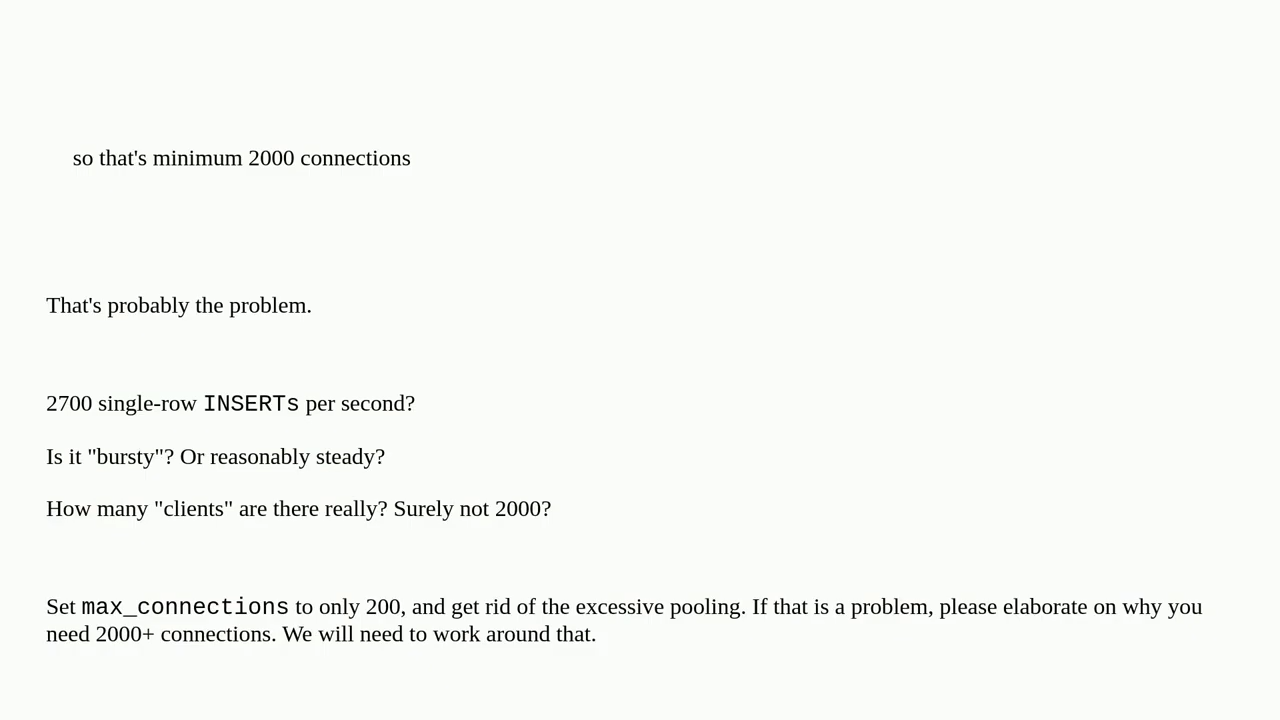 so that's minimum 2000 connections
That's probably the problem.
2700 single-row INSERTs per second?
Is it "bursty"? Or reasonably steady?
How many "clients" are there really? Surely not 2000?
Set max_connections to only 200, and get rid of the excessive pooling. If that is a problem, please elaborate on why you
need 2000+ connections. We will need to work around that.